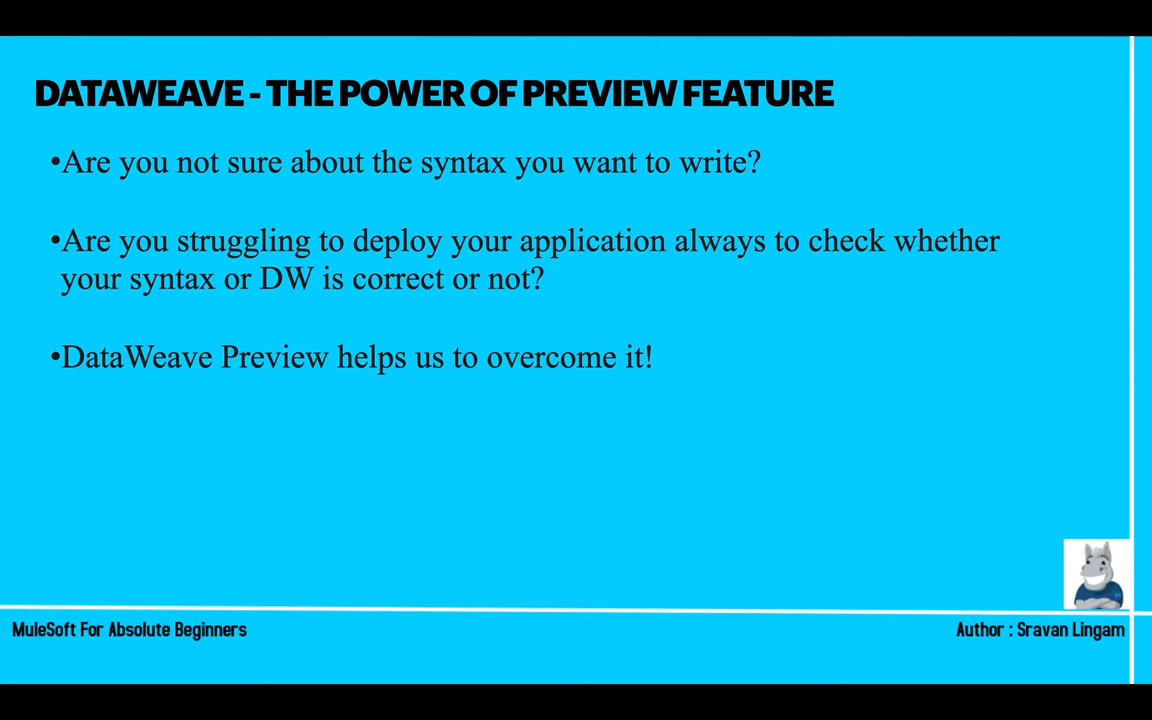 DATAWEAVE - THE POWER OF PREVIEW FEATURE
•Are you not sure about the syntax you want to write?
•Are you struggling to deploy your application always to check whether
your syntax or DW is correct or not?
•DataWeave Preview helps us to overcome it!
MuleSoft For Absolute Beginners
Author : Sravan Lingam